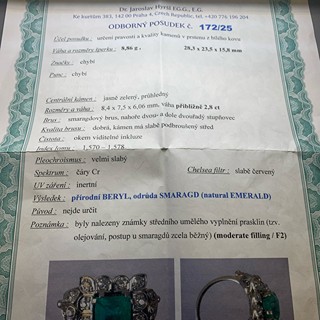 Dr. Jaroslav Hyršl F.G.G., E.G.
Ke kurtům 383, 142 00 Praha 4, Czech Republic, tel. +420 776 106 204
ODBORNÝ POSUDEK č. 172/25
Účel posudku : určení pravosti a kvality kamenů v prstenu z bílého kovu
Váha a rozměry šperku : 8,86 g, 28,3 x 23,5 x 15,8 mm
Značky : chybí
Punc : chybí
Centrální kámen : jasně zelený, průhledný
Rozměry a váha : 8,4 x 7,5 x 6,06 mm, váha přibližně 2,8 ct
Brus : smaragdový brus, nahoře dvou- a dole dvouřadý stupňovec
Kvalita brusu : dobrá, kámen má slabě podbroušený střed
Čistota : okem viditelné inkluze
Index lomu : 1,570 – 1,578
Pleochroismus : velmi slabý
Spektrum : čáry Cr Chelsea filtr : slabě červený
UV záření : inertní
Výsledek : přírodní BERYL, odrůda SMARAGD (natural EMERALD)
Původ : nejde určit
Poznámka : byly nalezeny známky středního umělého vyplnění prasklin (tzv.
olejování, postup u smaragdů zcela běžný) (moderate filling / F2)